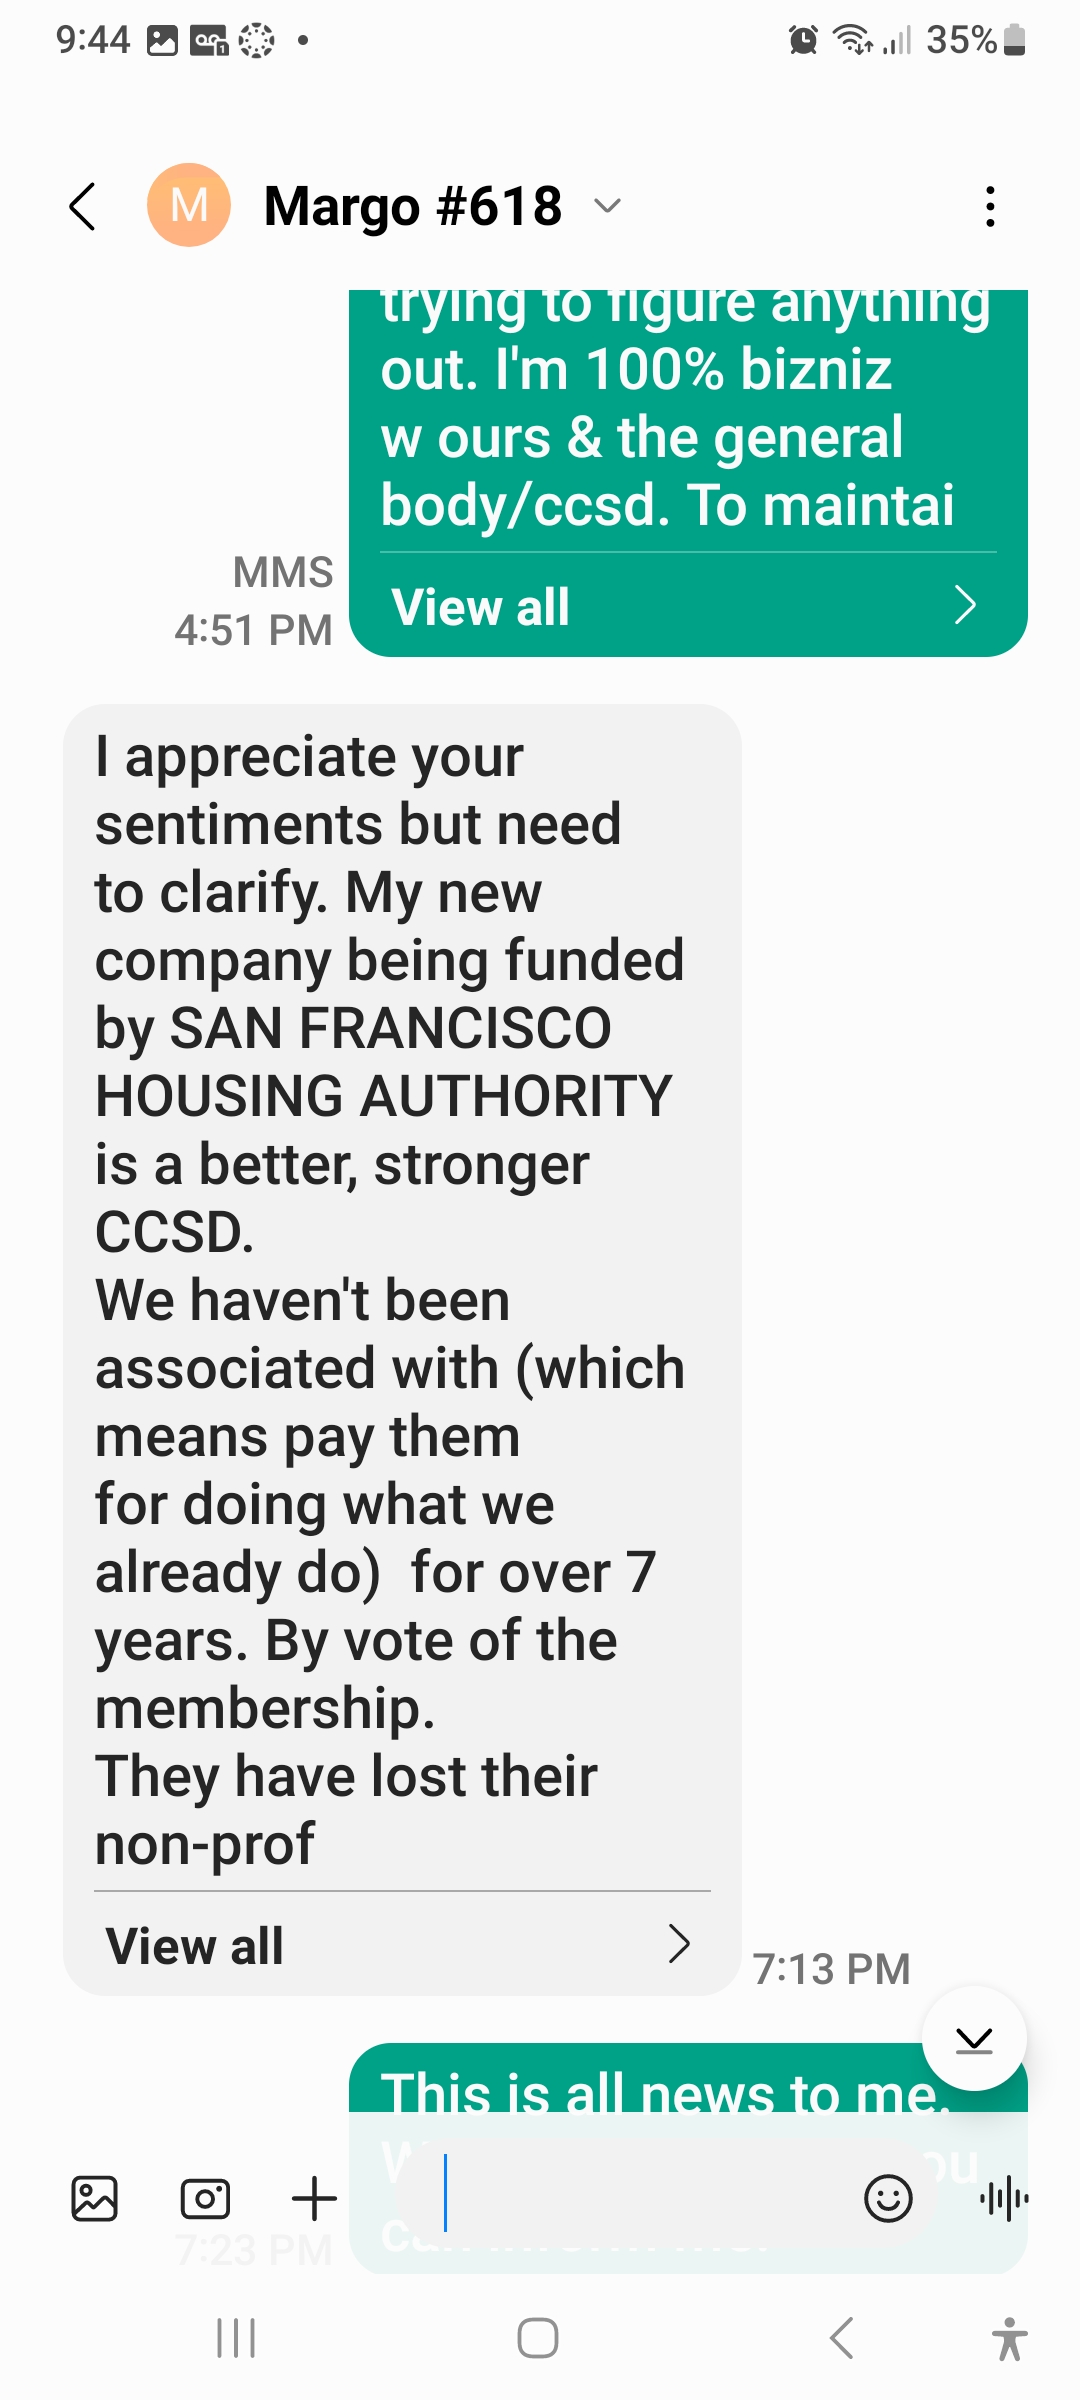 9:44
35%
M
Margo #618
trying to figure anything
out. I'm 100% bizniz
w ours & the general
body/ccsd. To maintai
MMS
4:51 PM
View all
I appreciate your
sentiments but need
to clarify. My new
company being funded
by SAN FRANCISCO
HOUSING AUTHORITY
is a better, stronger
CCSD.
We haven't been
associated with (which
means pay them
for doing what we
already do)  for over 7
years. By vote of the
membership.
They have lost their
non-prof
View all
7:13 PM
This is all news to me.
7:23 PM